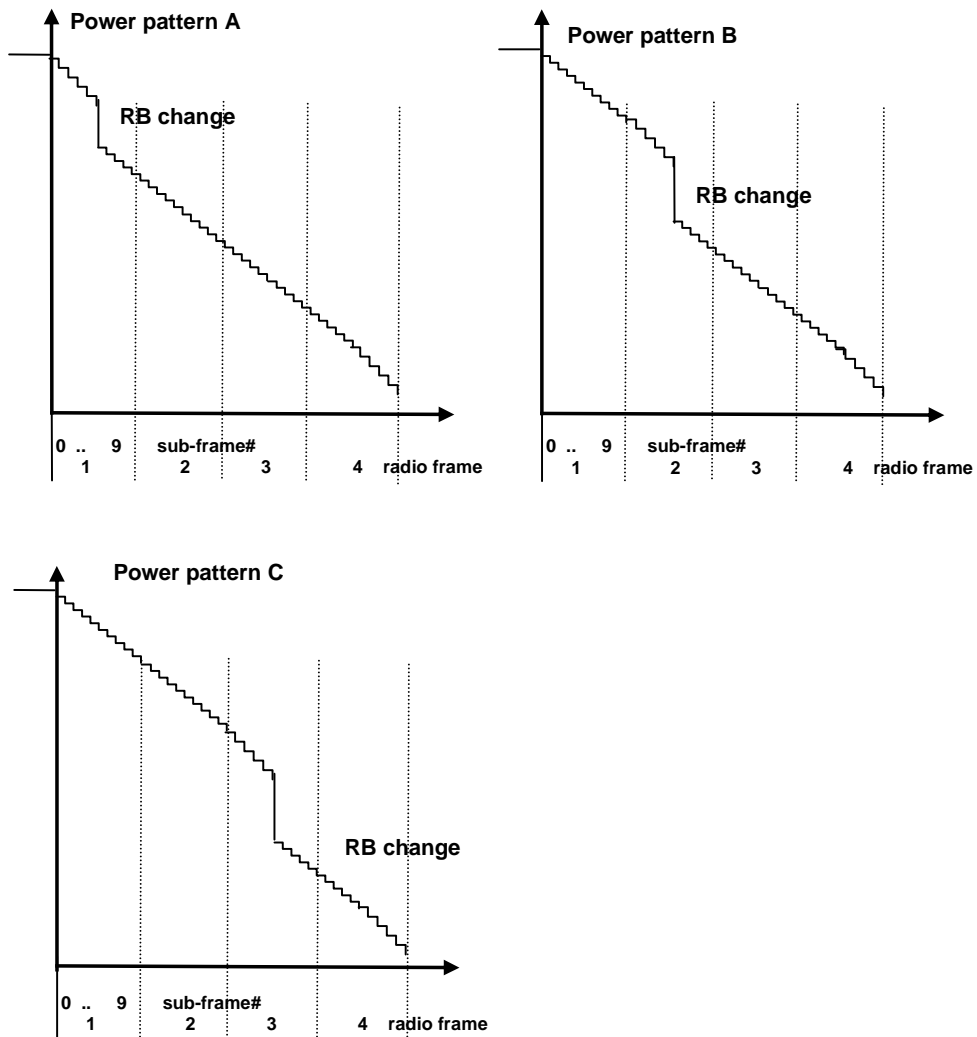 Power pattern A
RB change
0 .. 9 sub-frame#
1 2 3 4 radio frame
Power pattern B
RB change
0 .. 9 sub-frame#
1 2 3 4 radio frame
Power pattern C
RB change
0 .. 9 sub-frame#
1 2 3 4 radio frame